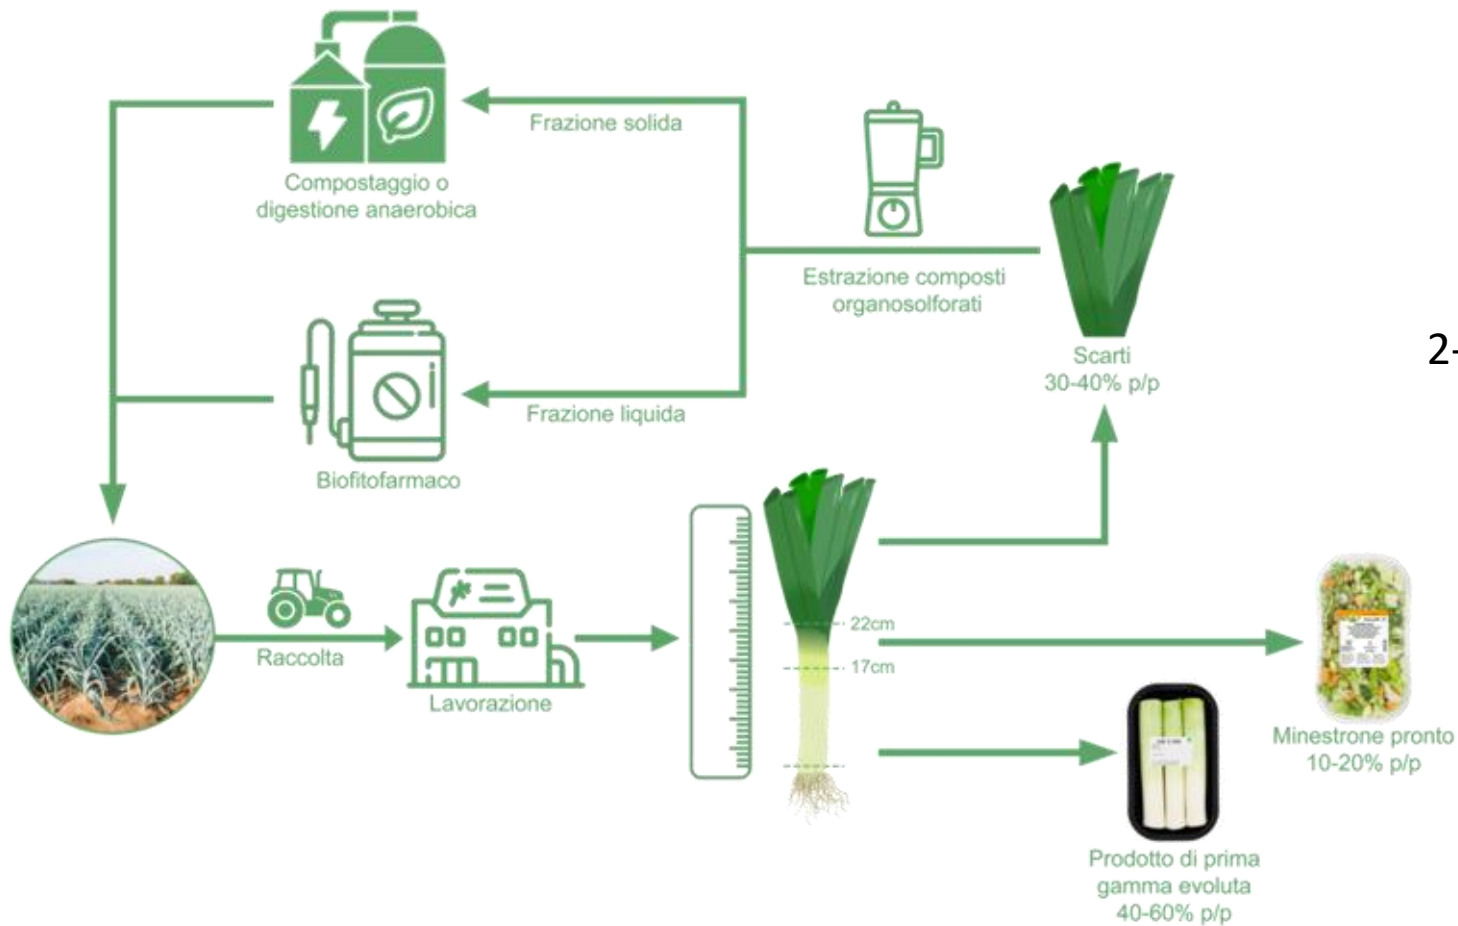 Frazione solida
Compostaggio o
digestione anaerobica
Estrazione composti
organosolforati
Scarti
30-40% p/p
2-
Frazione liquida
Biofitofarmaco
22cm
17cm
Raccolta
Lavorazione
Minestrone pronto
10-20% p/p
Prodotto di prima
gamma evoluta
40-60% p/p